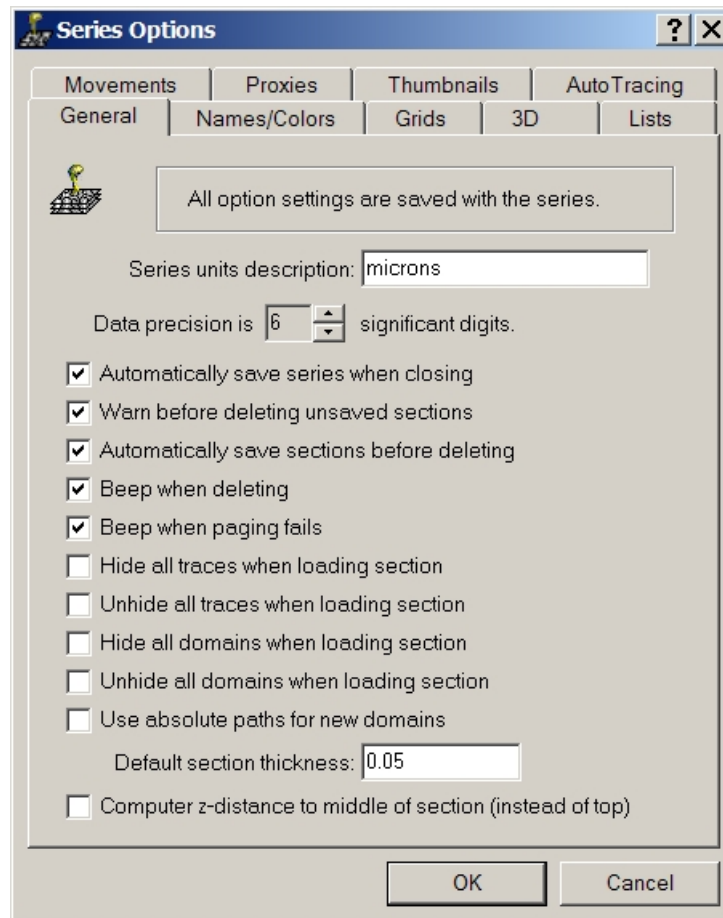 Series Options
Movements Proxies Thumbnails AutoTracing
General Names/Colors Grids 3D Lists
All option settings are saved with the series.
Series units description: microns
Data precision is 6 significant digits.
Automatically save series when closing
Warn before deleting unsaved sections
Automatically save sections before deleting
Beep when deleting
Beep when paging fails
Hide all traces when loading section
Unhide all traces when loading section
Hide all domains when loading section
Unhide all domains when loading section
Use absolute paths for new domains
Default section thickness: 0.05
Computer z-distance to middle of section (instead of top)
OK Cancel